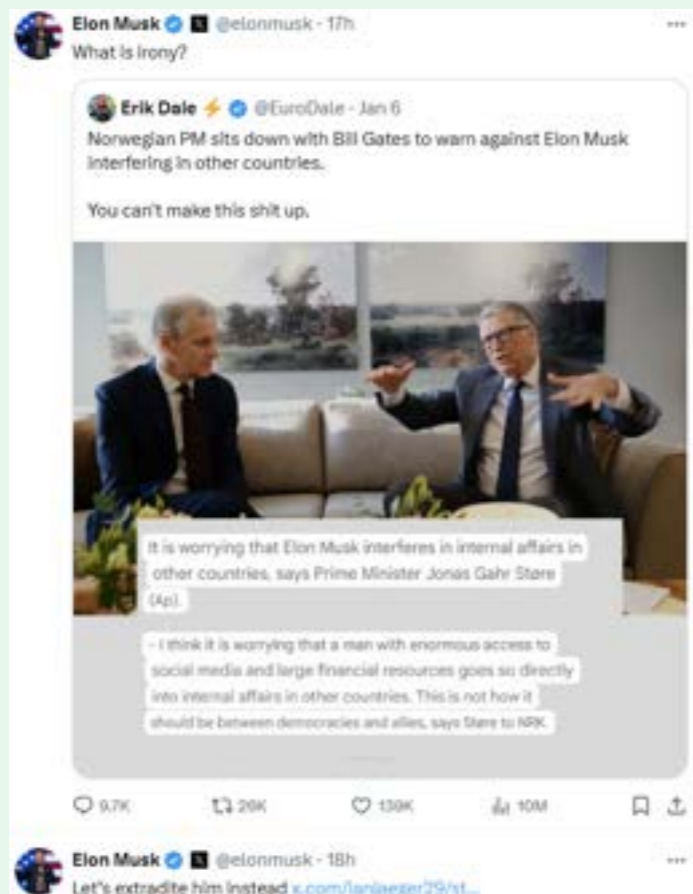 Elon Musk @elonmusk · 17h
What is irony?
Erik Dale ⚡ @EuroDale · Jan 6
Norwegian PM sits down with Bill Gates to warn against Elon Musk
interfering in other countries.
You can't make this shit up.
It is worrying that Elon Musk interferes in internal affairs in
other countries, says Prime Minister Jonas Gahr Støre
(Ap).
- I think it is worrying that a man with enormous access to
social media and large financial resources goes so directly
into internal affairs in other countries. This is not how it
should be between democracies and allies, says Støre to NRK.
9.7K 26K 139K 10M
Elon Musk @elonmusk · 18h
Let's extradite him instead